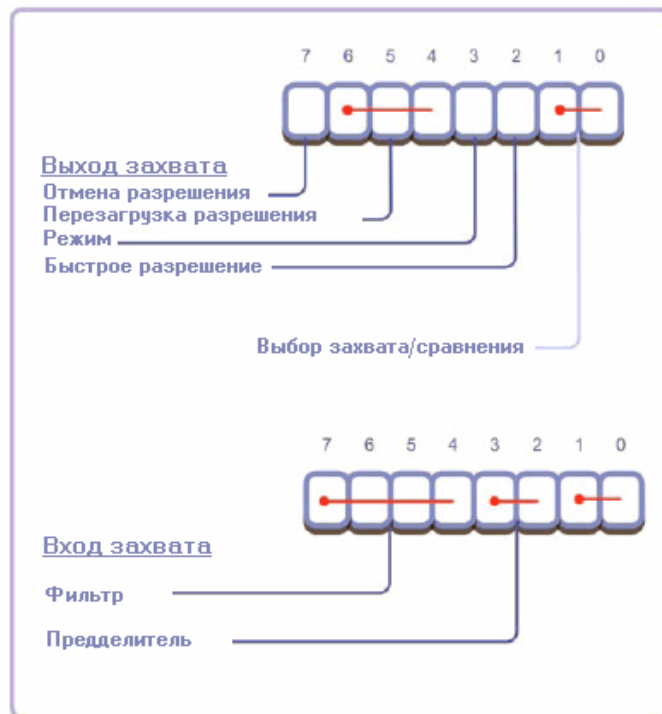 7 6 5 4 3 2 1 0
Выход захвата
Отмена разрешения
Перезагрузка разрешения
Режим
Быстрое разрешение
Выбор захвата/сравнения
7 6 5 4 3 2 1 0
Вход захвата
Фильтр
Предделитель